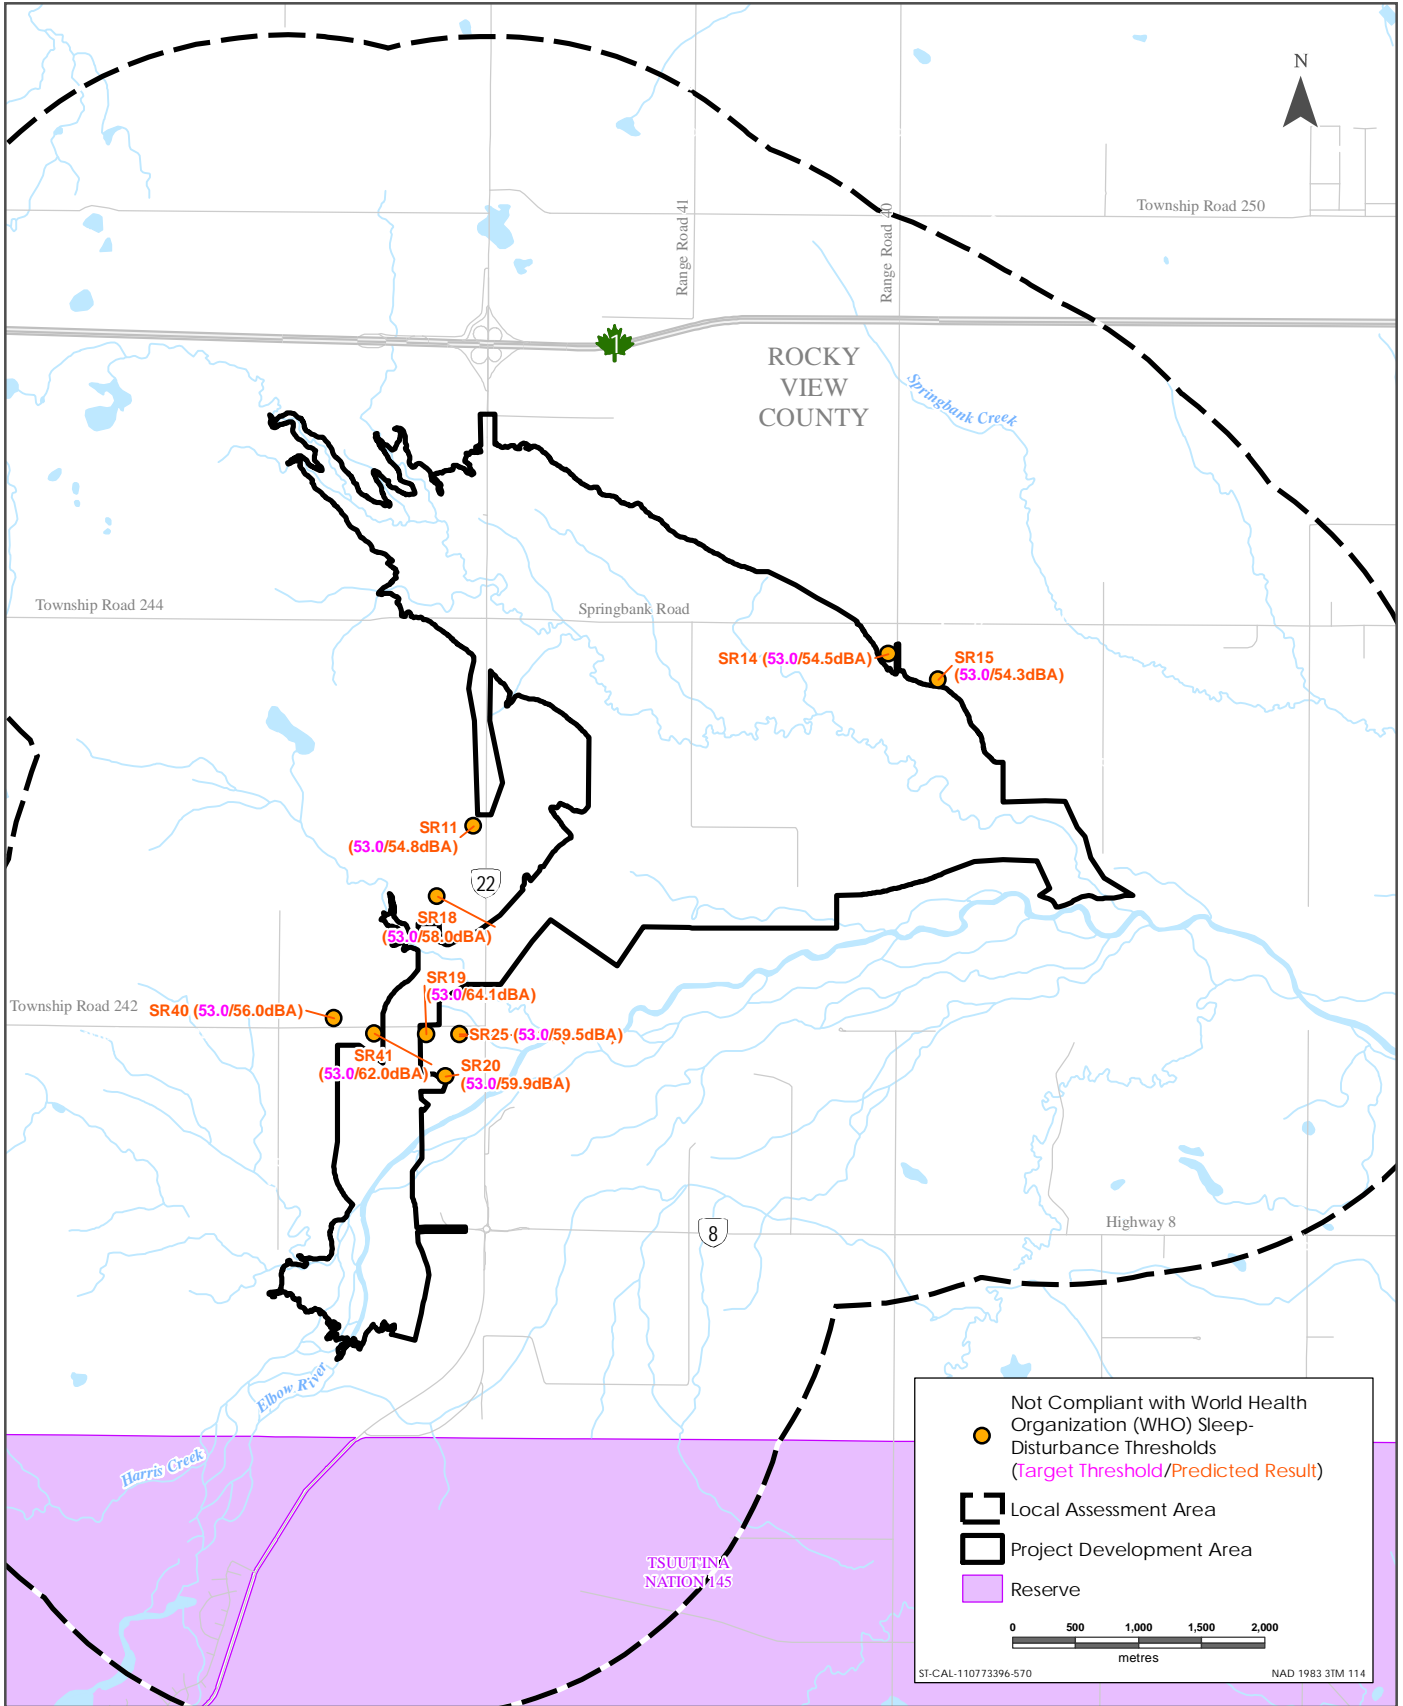 N
Township Road 250
Range Road 41
Range Road 40
1
ROCKY
VIEW
COUNTY
Springbank Creek
Township Road 244
Springbank Road
SR14 (53.0/54.5dBA)
SR15
(53.0/54.3dBA)
SR11
(53.0/54.8dBA)
22
SR18
(53.0/58.0dBA)
SR19
(53.0/64.1dBA)
Township Road 242
SR40 (53.0/56.0dBA)
SR25 (53.0/59.5dBA)
SR41
(53.0/62.0dBA)
SR20
(53.0/59.9dBA)
8
Highway 8
Elbow River
Harris Creek
TSUUT'INA
NATION 145
Not Compliant with World Health
Organization (WHO) Sleep-
Disturbance Thresholds
(Target Threshold/Predicted Result)
Local Assessment Area
Project Development Area
Reserve
0 500 1,000 1,500 2,000
metres
ST-CAL-110773396-570
NAD 1983 3TM 114